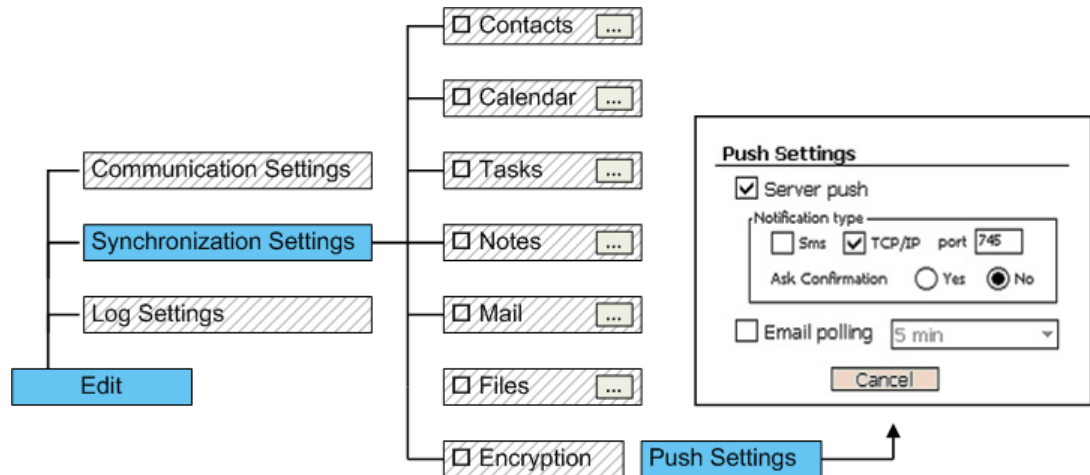 Contacts ...
Calendar ...
Tasks ...
Notes ...
Mail ...
Files ...
Encryption
Communication Settings
Synchronization Settings
Log Settings
Edit
Push Settings
Push Settings
Server push
Notification type
Sms TCP/IP port 745
Ask Confirmation Yes No
Email polling 5 min
Cancel